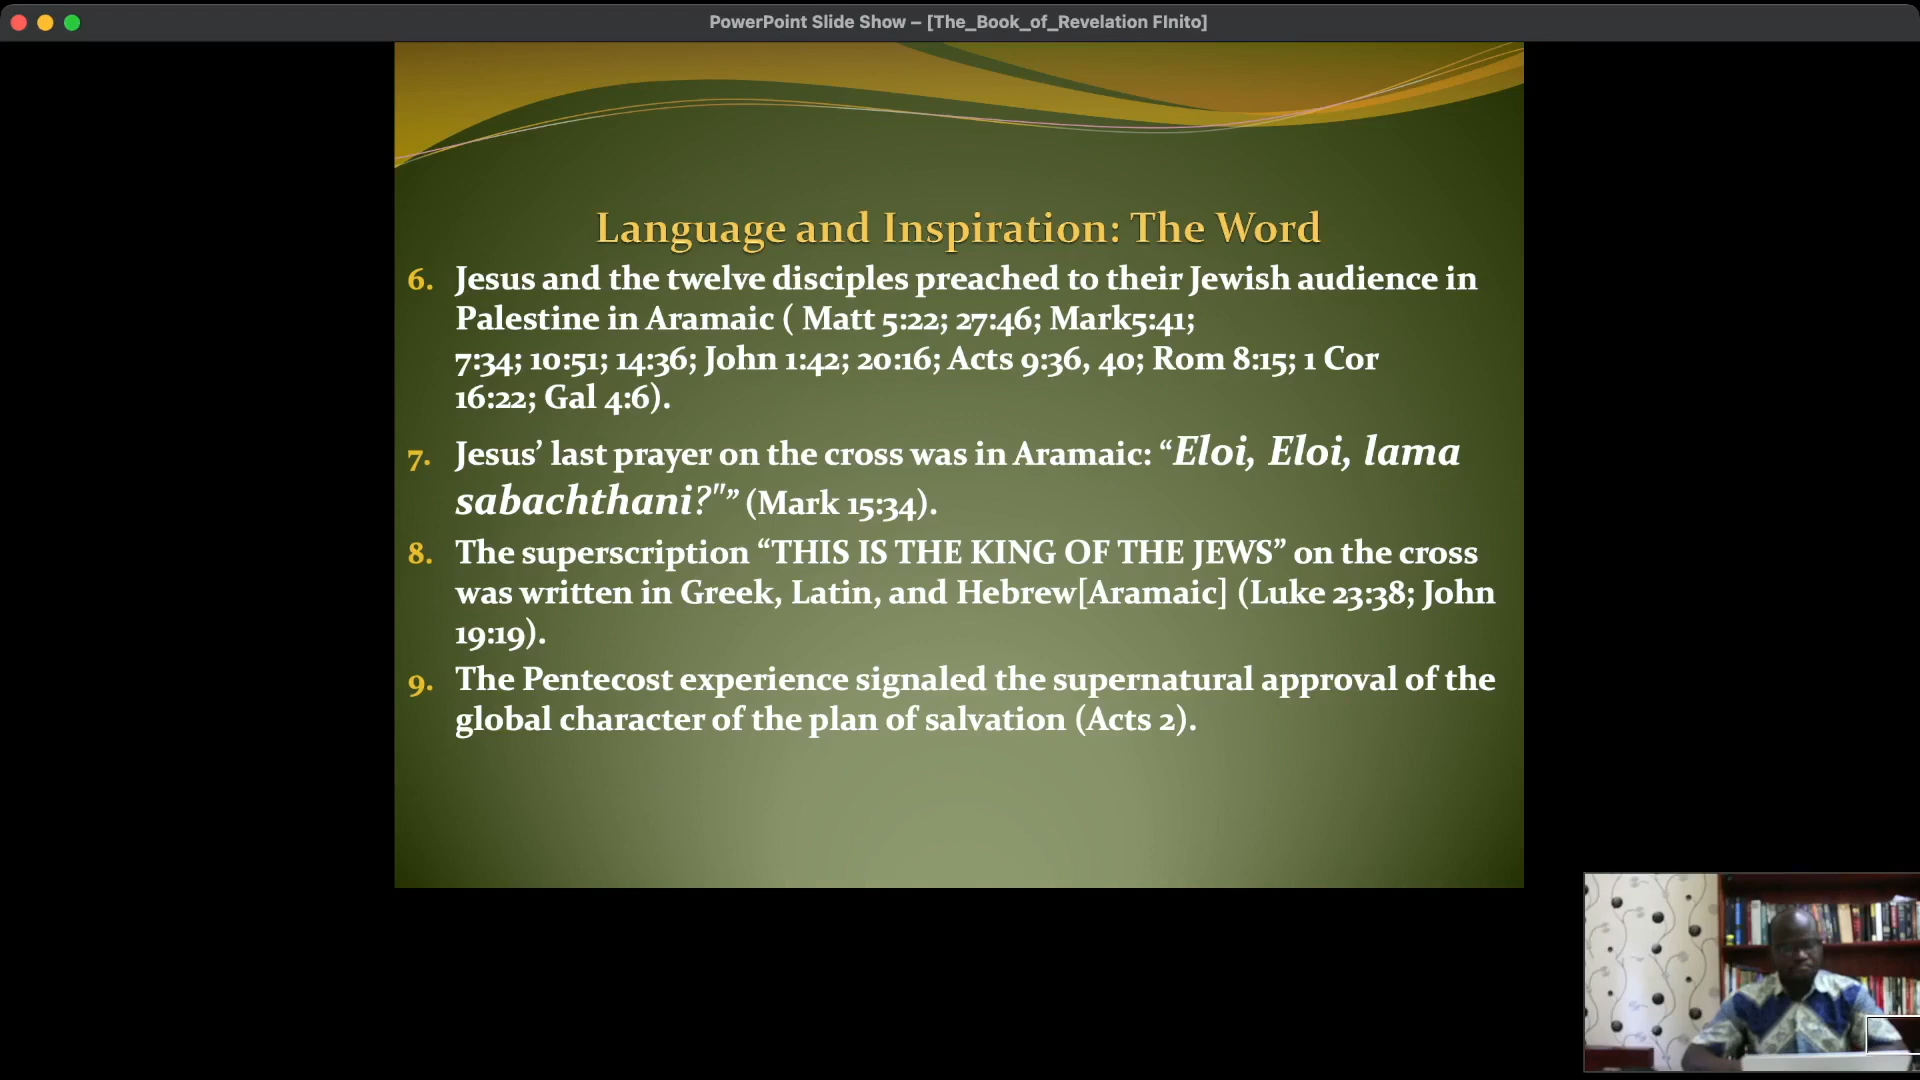 PowerPoint Slide Show – [The_Book_of_Revelation FInito]
Language and Inspiration: The Word
6. Jesus and the twelve disciples preached to their Jewish audience in
Palestine in Aramaic ( Matt 5:22; 27:46; Mark5:41;
7:34; 10:51; 14:36; John 1:42; 20:16; Acts 9:36, 40; Rom 8:15; 1 Cor
16:22; Gal 4:6).
7. Jesus’ last prayer on the cross was in Aramaic: “Eloi, Eloi, lama
sabachthani?"” (Mark 15:34).
8. The superscription “THIS IS THE KING OF THE JEWS” on the cross
was written in Greek, Latin, and Hebrew[Aramaic] (Luke 23:38; John
19:19).
9. The Pentecost experience signaled the supernatural approval of the
global character of the plan of salvation (Acts 2).